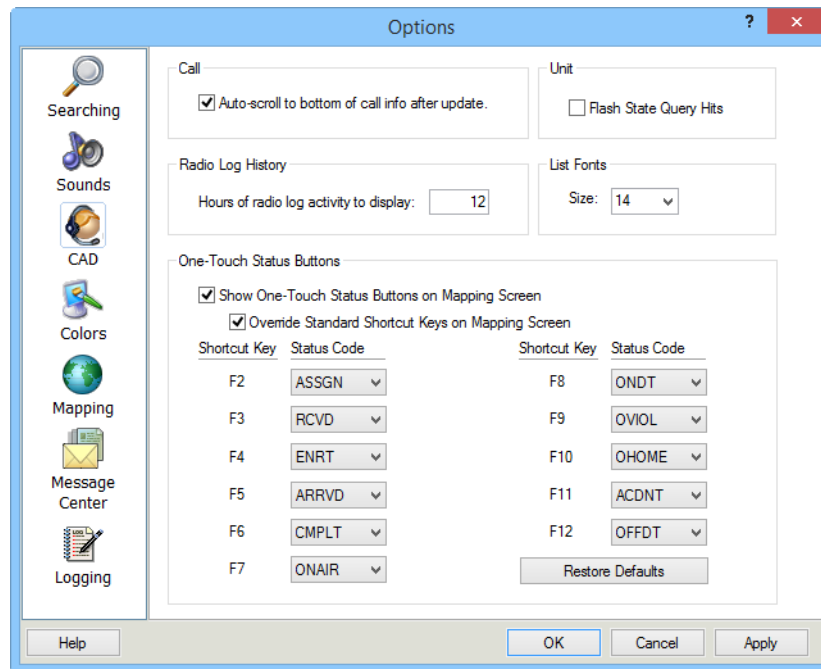 Options
?
Searching
Sounds
CAD
Colors
Mapping
Message
Center
Logging
Call
Auto-scroll to bottom of call info after update.
Unit
Flash State Query Hits
Radio Log History
Hours of radio log activity to display: 12
List Fonts
Size: 14
One-Touch Status Buttons
Show One-Touch Status Buttons on Mapping Screen
Override Standard Shortcut Keys on Mapping Screen
Shortcut Key Status Code Shortcut Key Status Code
F2 ASSGN F8 ONDT
F3 RCVD F9 OVIOL
F4 ENRT F10 OHOME
F5 ARRVD F11 ACDNT
F6 CMPLT F12 OFFDT
F7 ONAIR Restore Defaults
Help OK Cancel Apply